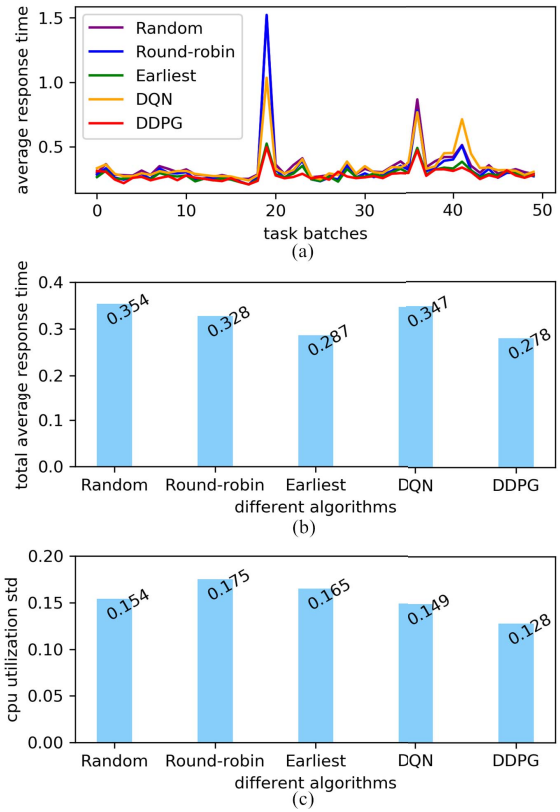 average response time
1.5
1.0
0.5
Random
Round-robin
Earliest
DQN
DDPG
0 10 20 30 40 50
task batches
(a)
total average response time
0.4
0.3
0.2
0.1
0.0
0.354 0.328 0.287 0.347 0.278
Random Round-robin Earliest DQN DDPG
different algorithms
(b)
cpu utilization std
0.20
0.15
0.10
0.05
0.00
0.154 0.175 0.165 0.149 0.128
Random Round-robin Earliest DQN DDPG
different algorithms
(c)